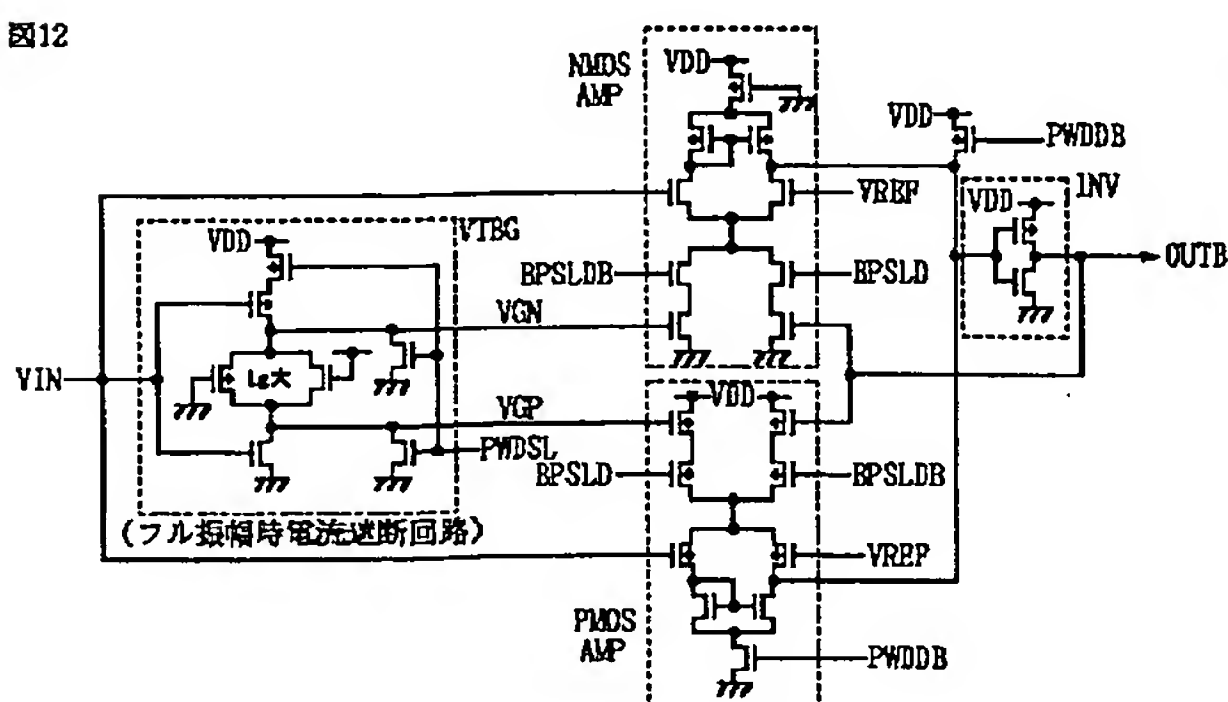 図12
NMOS
AMP
VDD
VDD
PWDDB
INV
VDD
VREF
OUTB
VTBG
VDD
BPSLDB
BPSLD
VGN
VIN
Lg大
VGP
VDD
PWDSL
BPSLD
BPSLDB
(フル振幅時電流遮断回路)
VREF
PMOS
AMP
PWDDB